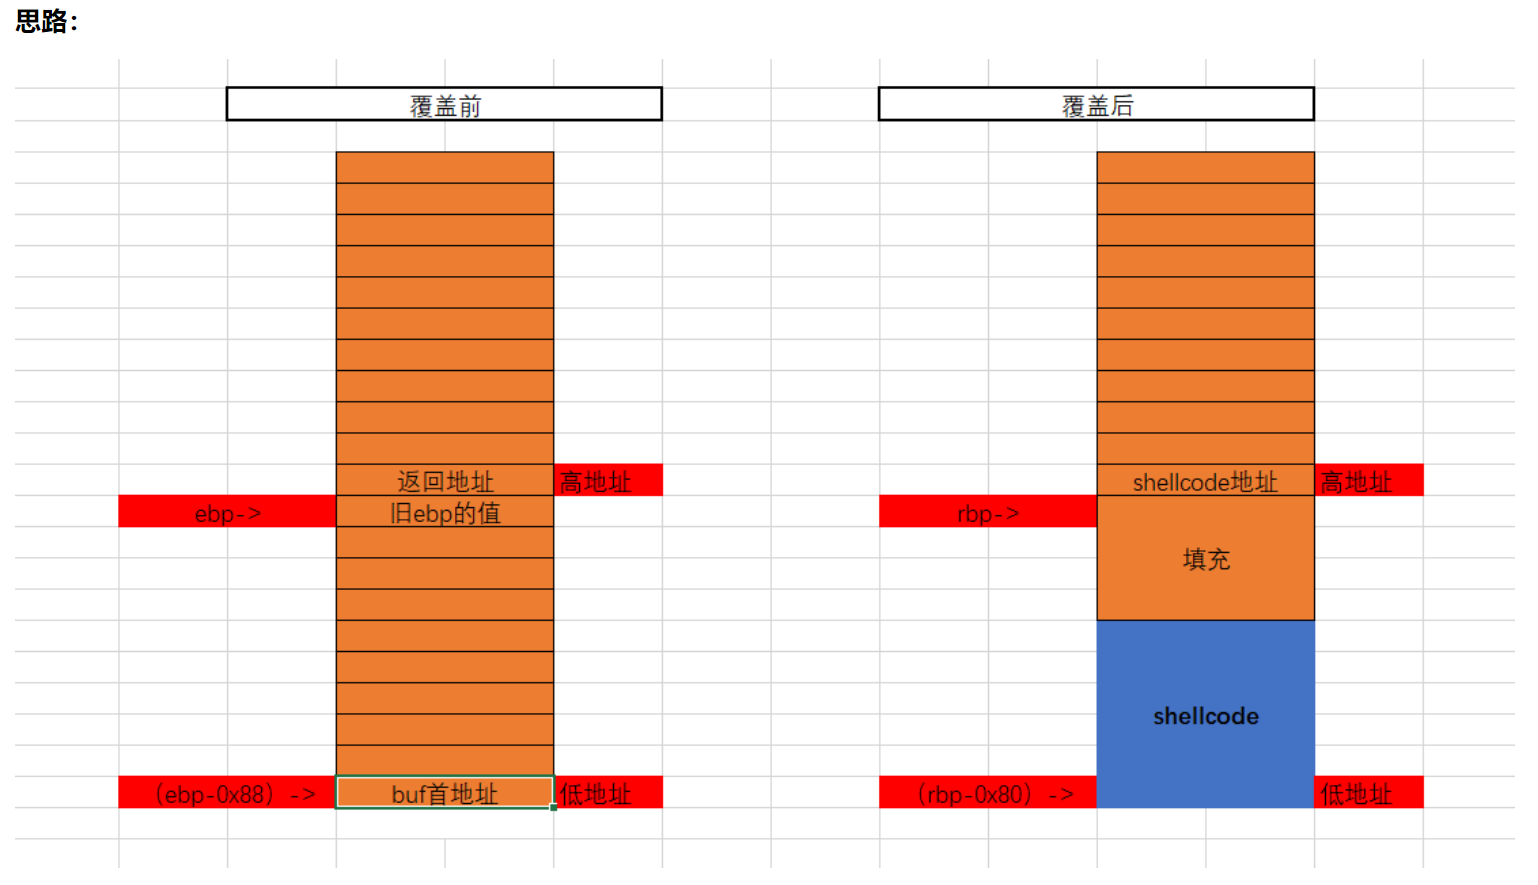 思路：
覆盖前 覆盖后
返回地址 高地址 shellcode地址 高地址
ebp-> 旧ebp的值 rbp->
填充
shellcode
（ebp-0x88）-> buf首地址 低地址 （rbp-0x80）-> 低地址